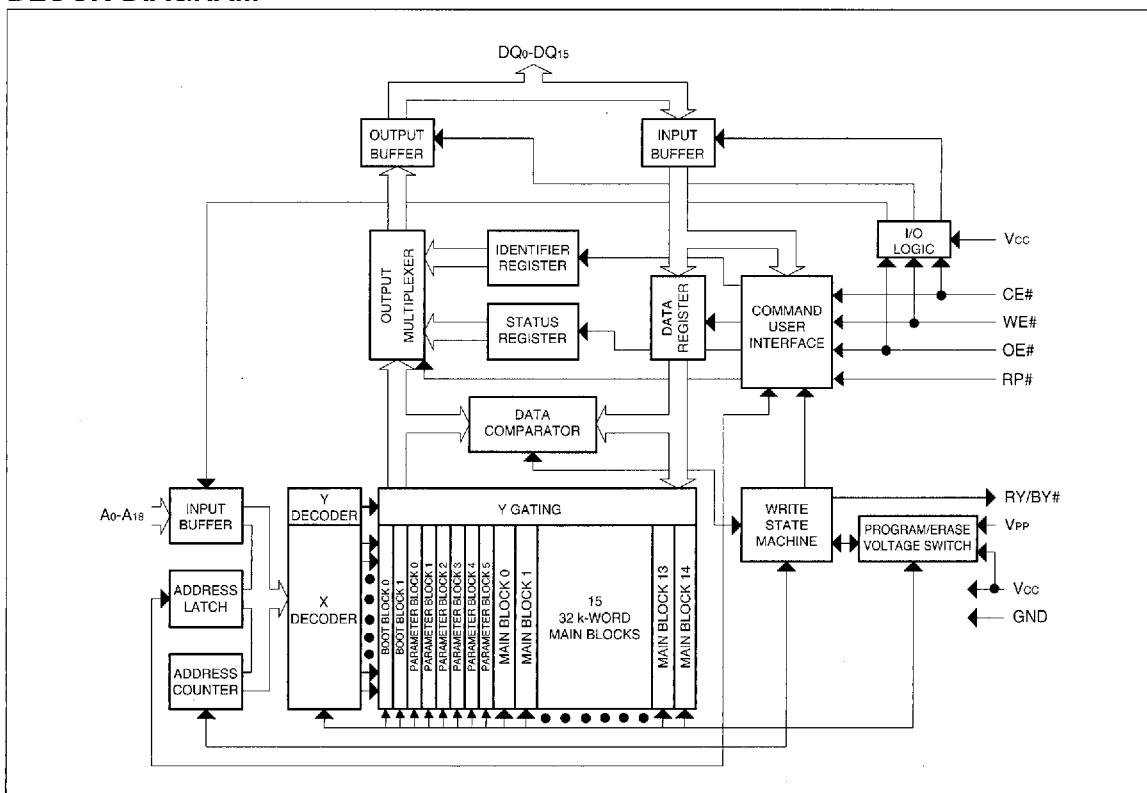 BLOCK DIAGRAM
DQ0-DQ15
OUTPUT
BUFFER
INPUT
BUFFER
I/O
LOGIC
VCC
OUTPUT
MULTIPLEXER
IDENTIFIER
REGISTER
STATUS
REGISTER
DATA
REGISTER
COMMAND
USER
INTERFACE
CE#
WE#
OE#
RP#
DATA
COMPARATOR
A0-A18
INPUT
BUFFER
Y
DECODER
Y GATING
WRITE
STATE
MACHINE
RY/BY#
PROGRAM/ERASE
VOLTAGE SWITCH
VPP
VCC
GND
ADDRESS
LATCH
ADDRESS
COUNTER
X
DECODER
BOOT BLOCK 0
BOOT BLOCK 1
PARAMETER BLOCK 0
PARAMETER BLOCK 1
PARAMETER BLOCK 2
PARAMETER BLOCK 3
PARAMETER BLOCK 4
PARAMETER BLOCK 5
MAIN BLOCK 0
MAIN BLOCK 1
15
32 k-WORD
MAIN BLOCKS
MAIN BLOCK 13
MAIN BLOCK 14